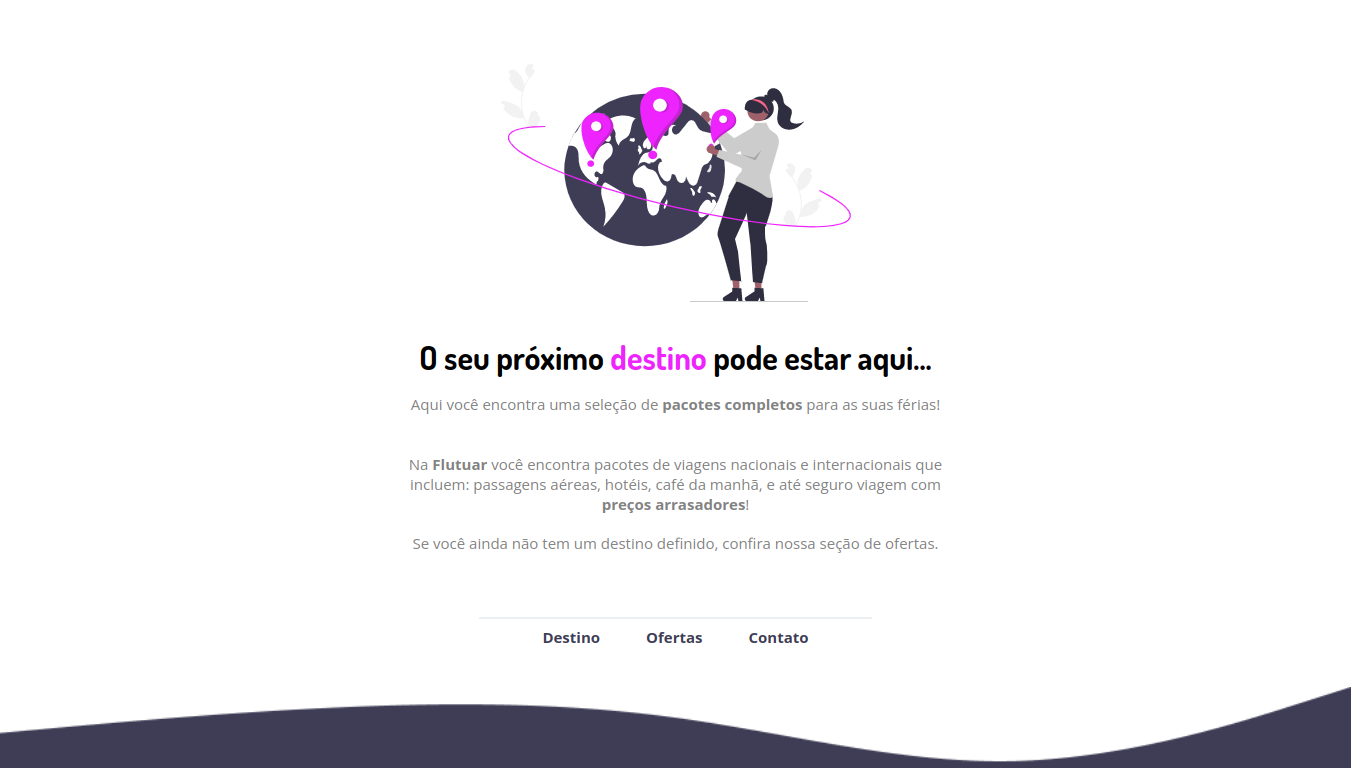 O seu próximo destino pode estar aqui...
Aqui você encontra uma seleção de pacotes completos para as suas férias!
Na Flutuar você encontra pacotes de viagens nacionais e internacionais que
incluem: passagens aéreas, hotéis, café da manhã, e até seguro viagem com
preços arrasadores!
Se você ainda não tem um destino definido, confira nossa seção de ofertas.
Destino Ofertas Contato